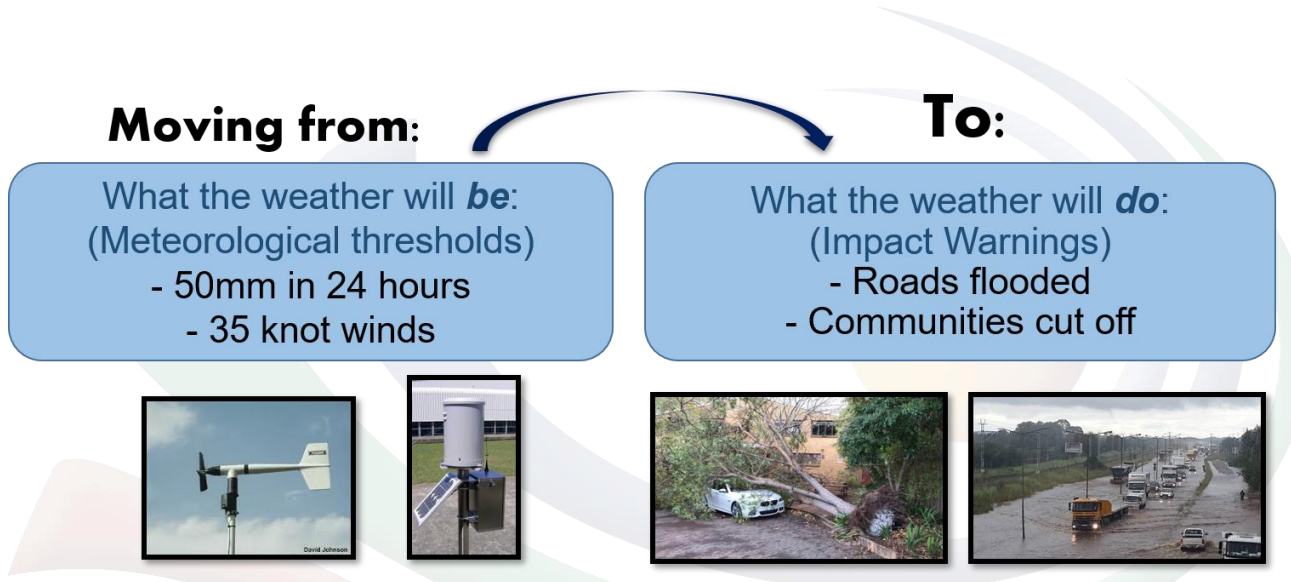 Moving from:
To:
What the weather will be:
(Meteorological thresholds)
- 50mm in 24 hours
- 35 knot winds
What the weather will do:
(Impact Warnings)
- Roads flooded
- Communities cut off
David Johnson